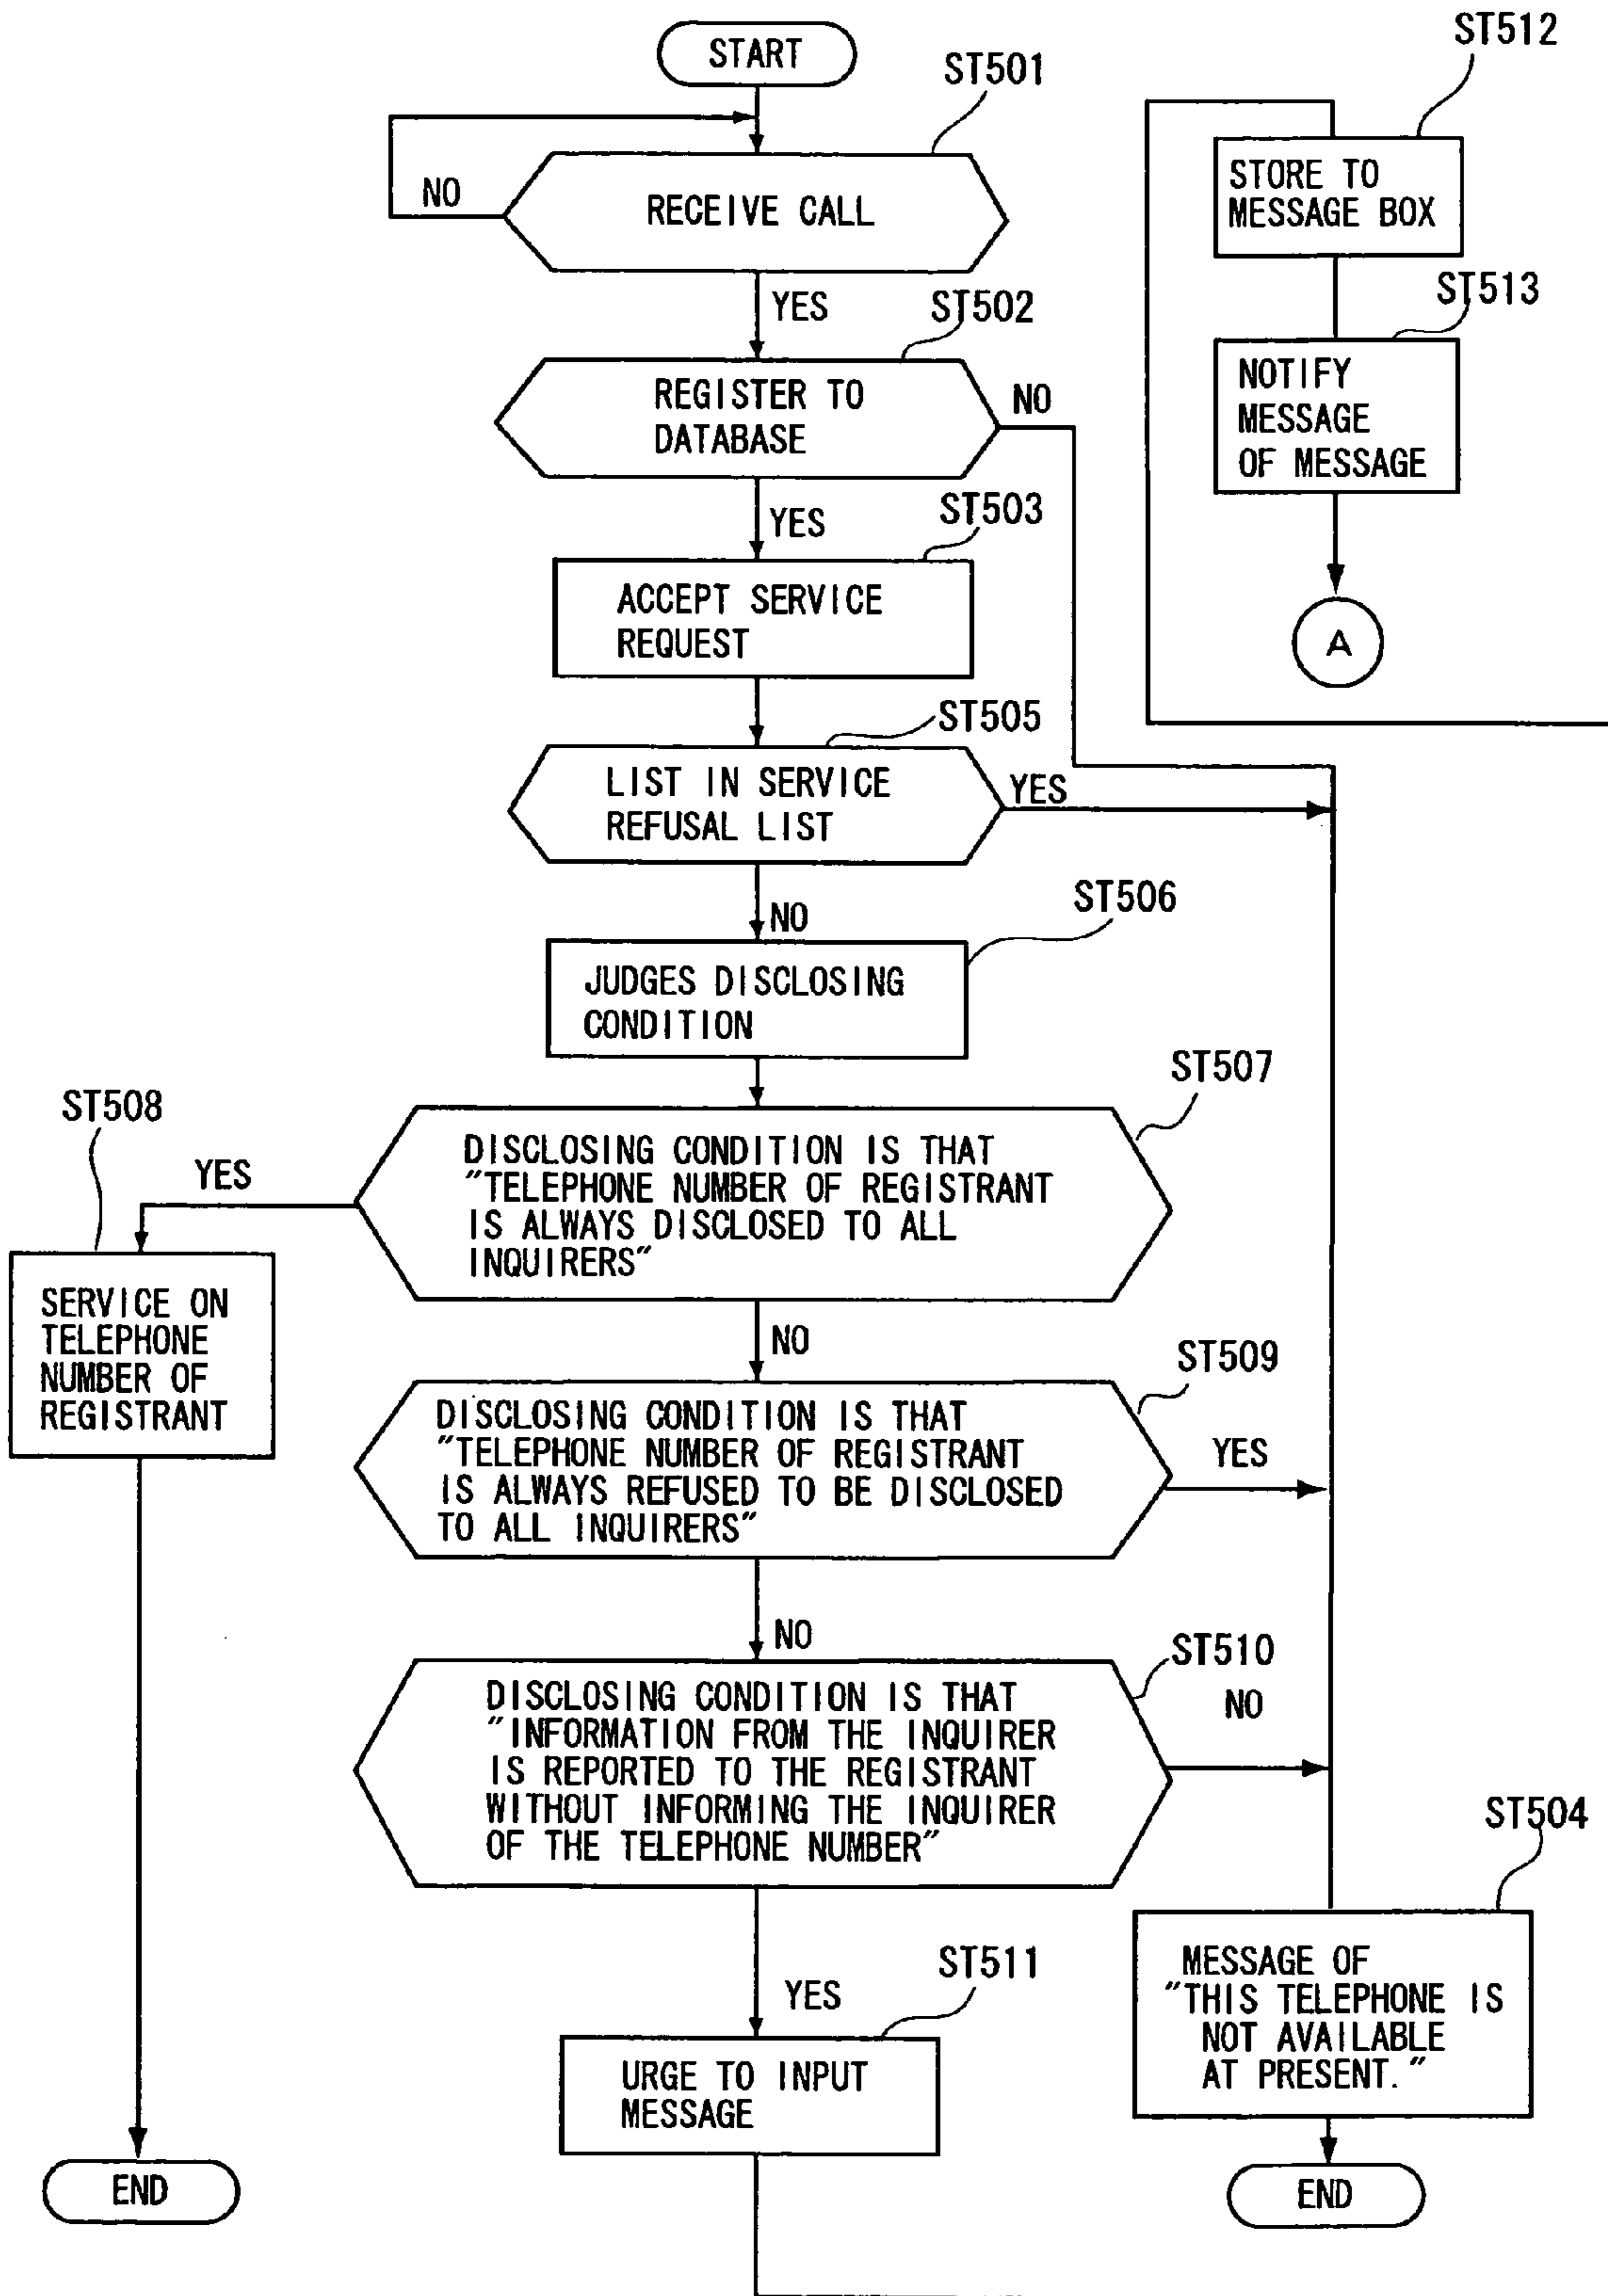 START
ST501
RECEIVE CALL
NO
YES
ST502
REGISTER TO
DATABASE
NO
YES
ST503
ACCEPT SERVICE
REQUEST
ST505
LIST IN SERVICE
REFUSAL LIST
YES
NO
ST506
JUDGES DISCLOSING
CONDITION
ST507
DISCLOSING CONDITION IS THAT
"TELEPHONE NUMBER OF REGISTRANT
IS ALWAYS DISCLOSED TO ALL
INQUIRERS"
YES
ST508
SERVICE ON
TELEPHONE
NUMBER OF
REGISTRANT
END
NO
ST509
DISCLOSING CONDITION IS THAT
"TELEPHONE NUMBER OF REGISTRANT
IS ALWAYS REFUSED TO BE DISCLOSED
TO ALL INQUIRERS"
YES
NO
ST510
DISCLOSING CONDITION IS THAT
"INFORMATION FROM THE INQUIRER
IS REPORTED TO THE REGISTRANT
WITHOUT INFORMING THE INQUIRER
OF THE TELEPHONE NUMBER"
NO
YES
ST511
URGE TO INPUT
MESSAGE
ST504
MESSAGE OF
"THIS TELEPHONE IS
NOT AVAILABLE
AT PRESENT."
END
ST512
STORE TO
MESSAGE BOX
ST513
NOTIFY
MESSAGE
OF MESSAGE
A